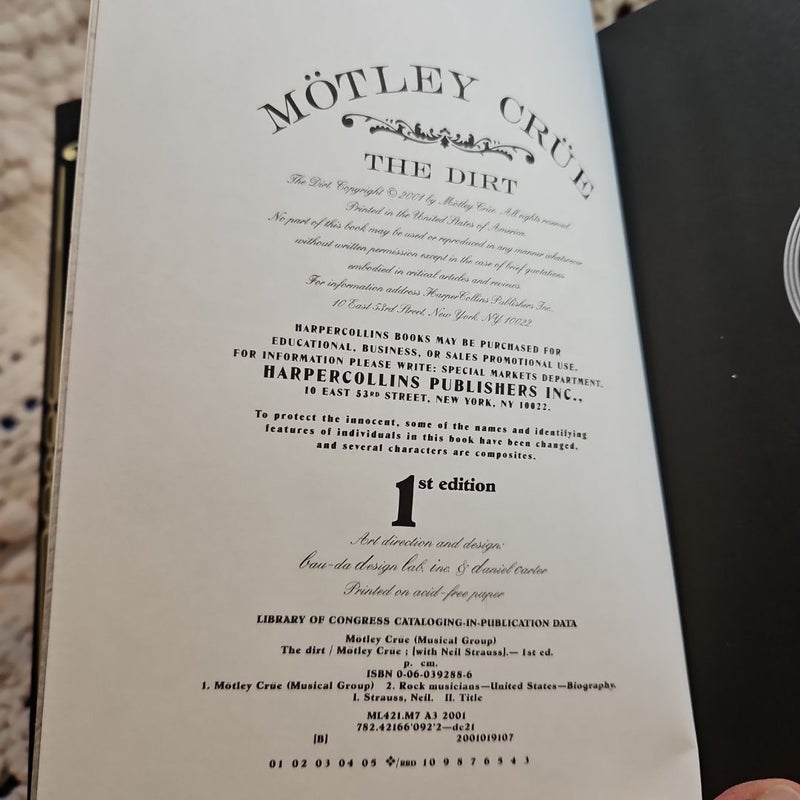 MÖTLEY CRÜE
THE DIRT
The Dirt. Copyright © 2001 by Mötley Crüe. All rights reserved.
Printed in the United States of America.
No part of this book may be used or reproduced in any manner whatsoever
without written permission except in the case of brief quotations
embodied in critical articles and reviews.
For information address HarperCollins Publishers Inc.
10 East 53rd Street, New York, NY 10022
HARPERCOLLINS BOOKS MAY BE PURCHASED FOR
EDUCATIONAL, BUSINESS, OR SALES PROMOTIONAL USE.
FOR INFORMATION PLEASE WRITE: SPECIAL MARKETS DEPARTMENT,
HARPERCOLLINS PUBLISHERS INC.,
10 EAST 53RD STREET, NEW YORK, NY 10022.
To protect the innocent, some of the names and identifying
features of individuals in this book have been changed,
and several characters are composites.
1st edition
Art direction and design:
bau-da design lab, inc. & daniel carter
Printed on acid-free paper
LIBRARY OF CONGRESS CATALOGING-IN-PUBLICATION DATA
Mötley Crüe (Musical Group)
The dirt / Mötley Crüe ; [with Neil Strauss].— 1st ed.
p. cm.
ISBN 0-06-039288-6
1. Mötley Crüe (Musical Group) 2. Rock musicians—United States—Biography.
I. Strauss, Neil. II. Title
ML421.M7 A3 2001
782.42166'092'2—dc21
[B] 2001019107
01 02 03 04 05 ❖/RRD 10 9 8 7 6 5 4 3